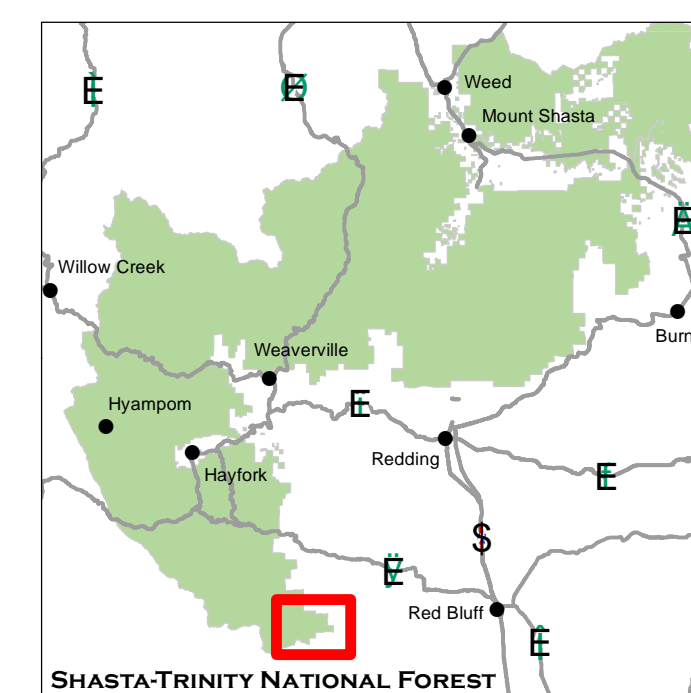 Weed
Mount Shasta
Willow Creek
Weaverville
Burn
Hyampom
Redding
Hayfork
Red Bluff
SHASTA-TRINITY NATIONAL FOREST